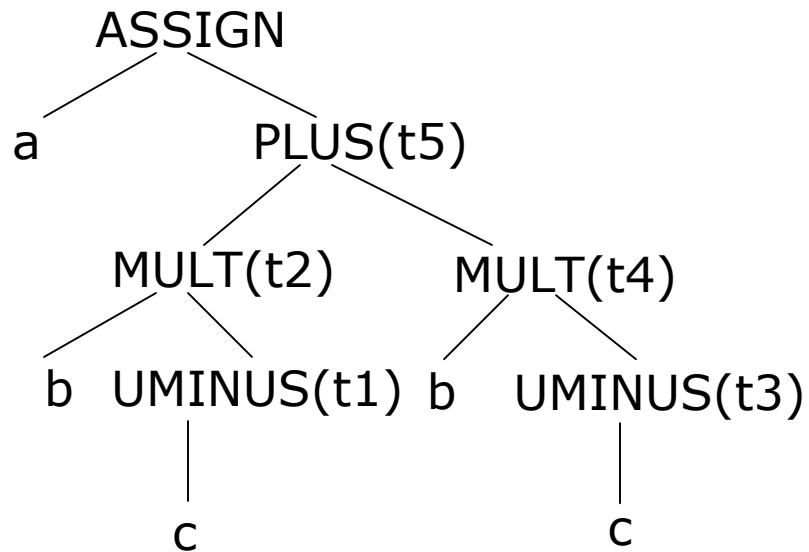 ASSIGN
a PLUS(t5)
MULT(t2) MULT(t4)
b UMINUS(t1) b UMINUS(t3)
c c